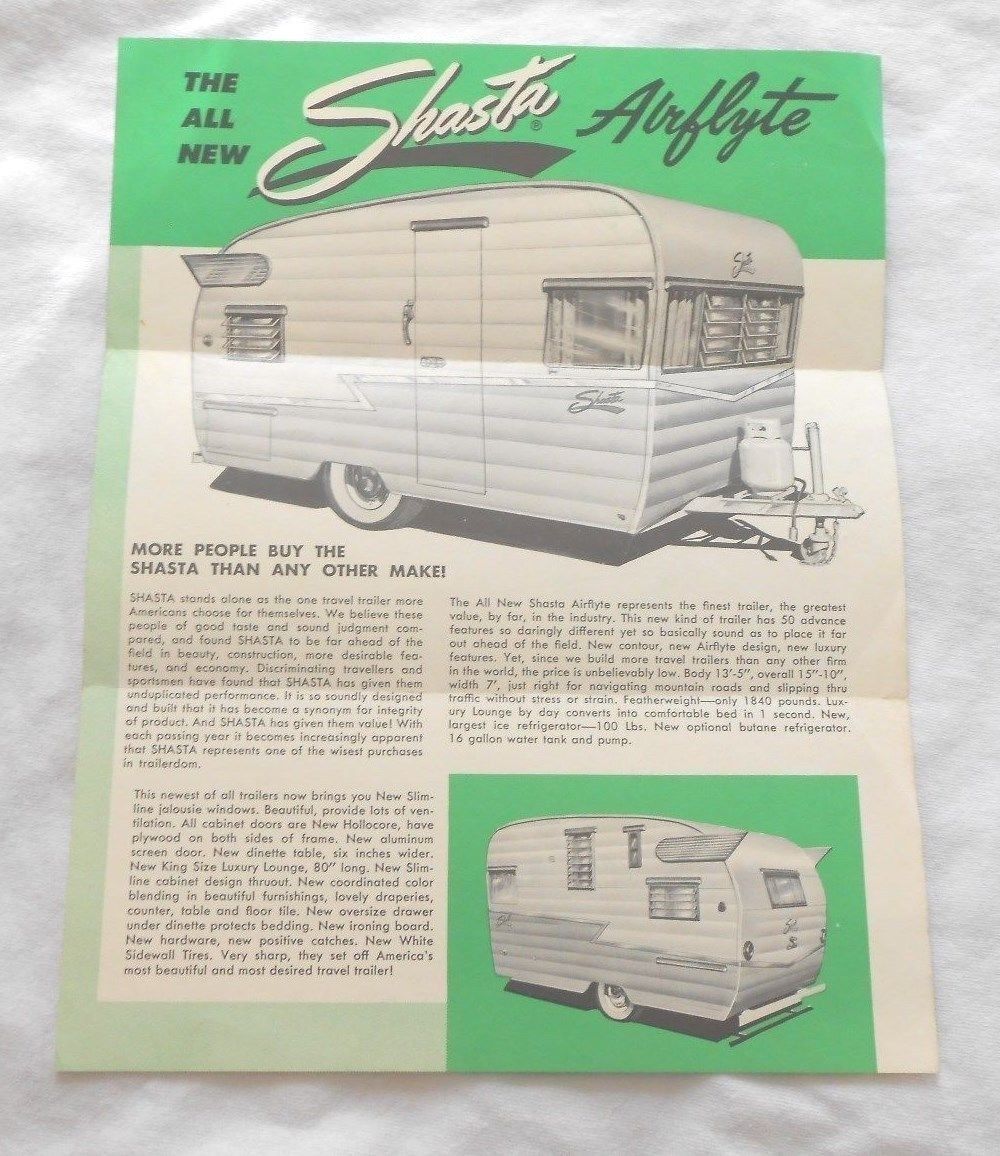 THE
ALL
NEW
Shasta ® Airflyte
Shasta
Shasta
MORE PEOPLE BUY THE
SHASTA THAN ANY OTHER MAKE!
SHASTA stands alone as the one travel trailer more
Americans choose for themselves. We believe these
people of good taste and sound judgment com-
pared, and found SHASTA to be far ahead of the
field in beauty, construction, more desirable fea-
tures, and economy. Discriminating travellers and
sportsmen have found that SHASTA has given them
unduplicated performance. It is so soundly designed
and built that it has become a synonym for integrity
of product. And SHASTA has given them value! With
each passing year it becomes increasingly apparent
that SHASTA represents one of the wisest purchases
in trailerdom.
This newest of all trailers now brings you New Slim-
line jalousie windows. Beautiful, provide lots of ven-
tilation. All cabinet doors are New Hollocore, have
plywood on both sides of frame. New aluminum
screen door. New dinette table, six inches wider.
New King Size Luxury Lounge, 80" long. New Slim-
line cabinet design thruout. New coordinated color
blending in beautiful furnishings, lovely draperies,
counter, table and floor tile. New oversize drawer
under dinette protects bedding. New ironing board.
New hardware, new positive catches. New White
Sidewall Tires. Very sharp, they set off America's
most beautiful and most desired travel trailer!
The All New Shasta Airflyte represents the finest trailer, the greatest
value, by far, in the industry. This new kind of trailer has 50 advance
features so daringly different yet so basically sound as to place it far
out ahead of the field. New contour, new Airflyte design, new luxury
features. Yet, since we build more travel trailers than any other firm
in the world, the price is unbelievably low. Body 13'-5", overall 15"-10",
width 7', just right for navigating mountain roads and slipping thru
traffic without stress or strain. Featherweight—only 1840 pounds. Lux-
ury Lounge by day converts into comfortable bed in 1 second. New,
largest ice refrigerator—100 Lbs. New optional butane refrigerator.
16 gallon water tank and pump.